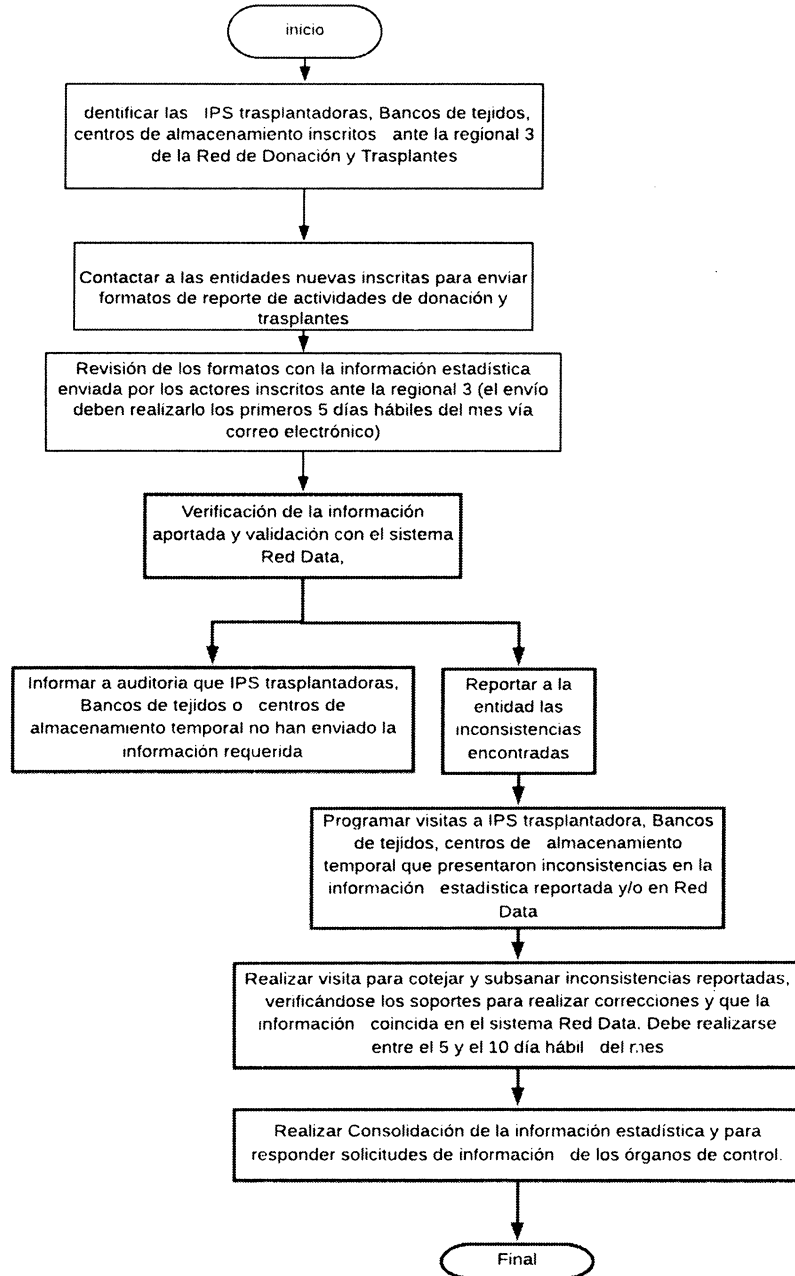 inicio
dentificar las IPS trasplantadoras, Bancos de tejidos,
centros de almacenamiento inscritos ante la regional 3
de la Red de Donación y Trasplantes
Contactar a las entidades nuevas inscritas para enviar
formatos de reporte de actividades de donación y
trasplantes
Revisión de los formatos con la información estadística
enviada por los actores inscritos ante la regional 3 (el envío
deben realizarlo los primeros 5 días hábiles del mes vía
correo electrónico)
Verificación de la información
aportada y validación con el sistema
Red Data,
Informar a auditoria que IPS trasplantadoras,
Bancos de tejidos o centros de
almacenamiento temporal no han enviado la
información requerida
Reportar a la
entidad las
inconsistencias
encontradas
Programar visitas a IPS trasplantadora, Bancos
de tejidos, centros de almacenamiento
temporal que presentaron inconsistencias en la
información estadística reportada y/o en Red
Data
Realizar visita para cotejar y subsanar inconsistencias reportadas,
verificándose los soportes para realizar correcciones y que la
información coincida en el sistema Red Data. Debe realizarse
entre el 5 y el 10 día hábil del mes
Realizar Consolidación de la información estadística y para
responder solicitudes de información de los órganos de control.
Final